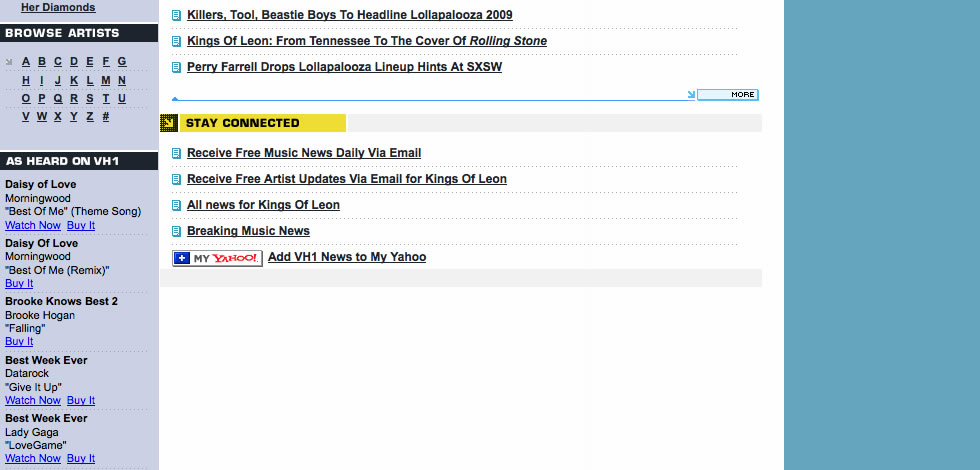 Her Diamonds
BROWSE ARTISTS
A B C D E F G
H I J K L M N
O P Q R S T U
V W X Y Z #
AS HEARD ON VH1
Daisy of Love
Morningwood
"Best Of Me" (Theme Song)
Watch Now Buy It
Daisy Of Love
Morningwood
"Best Of Me (Remix)"
Buy It
Brooke Knows Best 2
Brooke Hogan
"Falling"
Buy It
Best Week Ever
Datarock
"Give It Up"
Watch Now Buy It
Best Week Ever
Lady Gaga
"LoveGame"
Watch Now Buy It
Killers, Tool, Beastie Boys To Headline Lollapalooza 2009
Kings Of Leon: From Tennessee To The Cover Of Rolling Stone
Perry Farrell Drops Lollapalooza Lineup Hints At SXSW
MORE
STAY CONNECTED
Receive Free Music News Daily Via Email
Receive Free Artist Updates Via Email for Kings Of Leon
All news for Kings Of Leon
Breaking Music News
MY YAHOO! Add VH1 News to My Yahoo